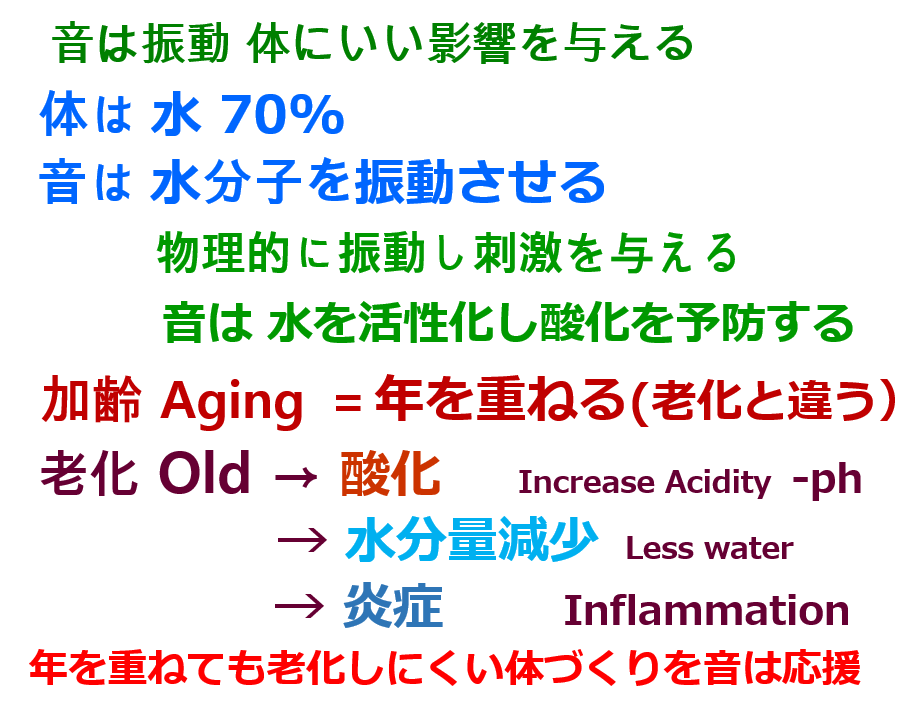 音は振動 体にいい影響を与える
体は 水 70%
音は 水分子を振動させる
物理的に振動し刺激を与える
音は 水を活性化し酸化を予防する
加齢 Aging = 年を重ねる(老化と違う）
老化 Old → 酸化 Increase Acidity -ph
→ 水分量減少 Less water
→ 炎症 Inflammation
年を重ねても老化しにくい体づくりを音は応援